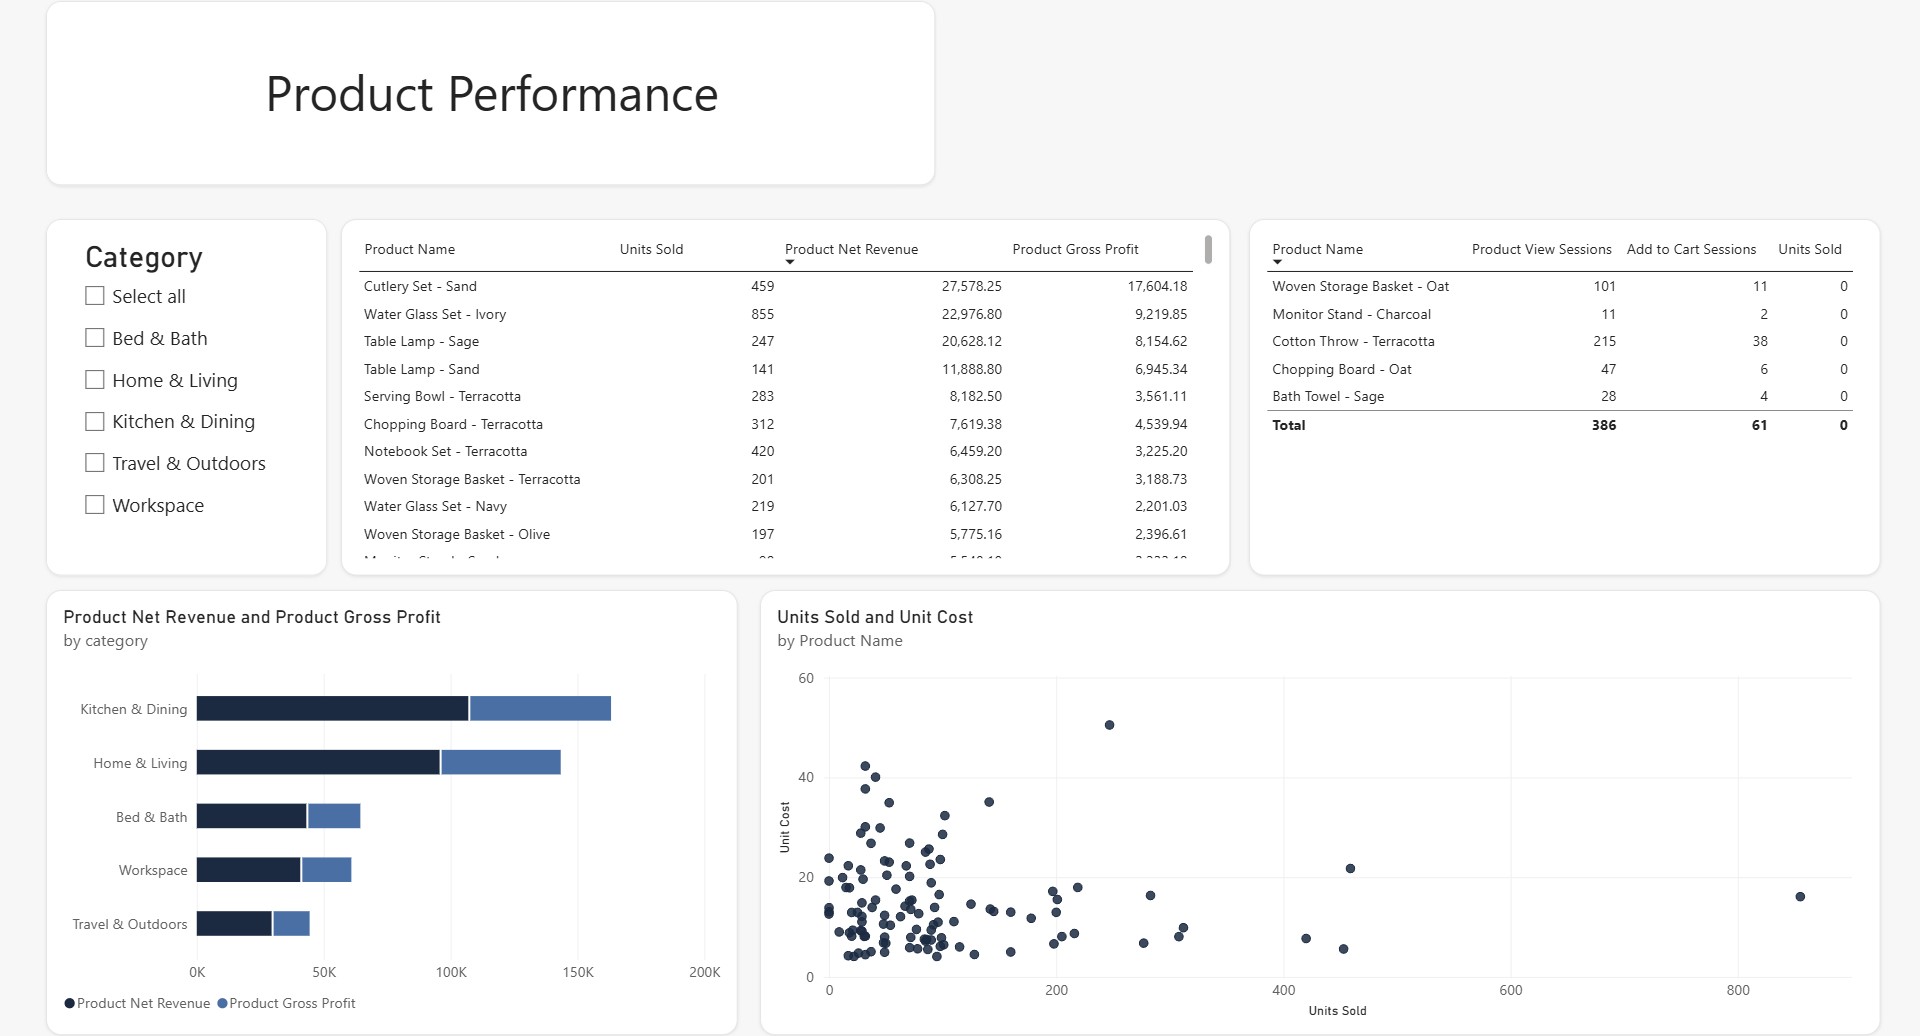 Product Performance
Category
Select all
Bed & Bath
Home & Living
Kitchen & Dining
Travel & Outdoors
Workspace
Product Name Units Sold Product Net Revenue Product Gross Profit
Cutlery Set - Sand 459 27,578.25 17,604.18
Water Glass Set - Ivory 855 22,976.80 9,219.85
Table Lamp - Sage 247 20,628.12 8,154.62
Table Lamp - Sand 141 11,888.80 6,945.34
Serving Bowl - Terracotta 283 8,182.50 3,561.11
Chopping Board - Terracotta 312 7,619.38 4,539.94
Notebook Set - Terracotta 420 6,459.20 3,225.20
Woven Storage Basket - Terracotta 201 6,308.25 3,188.73
Water Glass Set - Navy 219 6,127.70 2,201.03
Woven Storage Basket - Olive 197 5,775.16 2,396.61
Product Name Product View Sessions Add to Cart Sessions Units Sold
Woven Storage Basket - Oat 101 11 0
Monitor Stand - Charcoal 11 2 0
Cotton Throw - Terracotta 215 38 0
Chopping Board - Oat 47 6 0
Bath Towel - Sage 28 4 0
Total 386 61 0
Product Net Revenue and Product Gross Profit
by category
Kitchen & Dining
Home & Living
Bed & Bath
Workspace
Travel & Outdoors
0K 50K 100K 150K 200K
Product Net Revenue Product Gross Profit
Units Sold and Unit Cost
by Product Name
60
40
20
0
Unit Cost
0 200 400 600 800
Units Sold